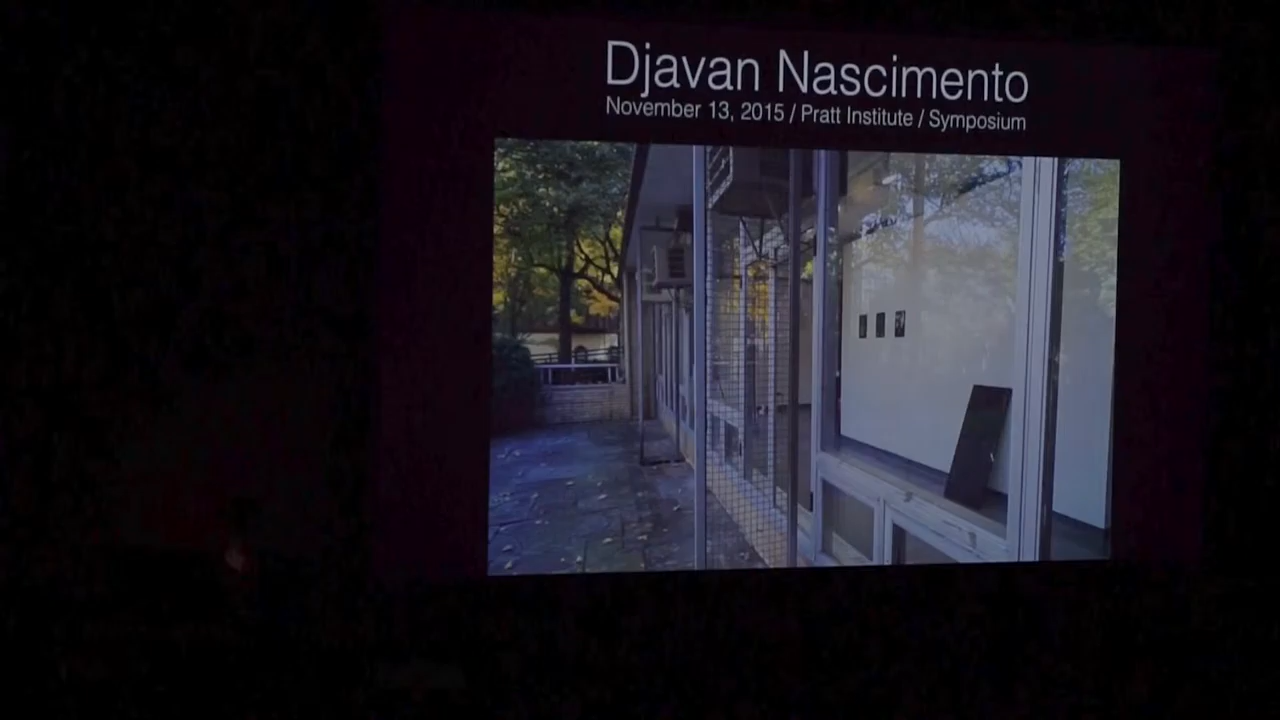 Djavan Nascimento
November 13, 2015 / Pratt Institute / Symposium